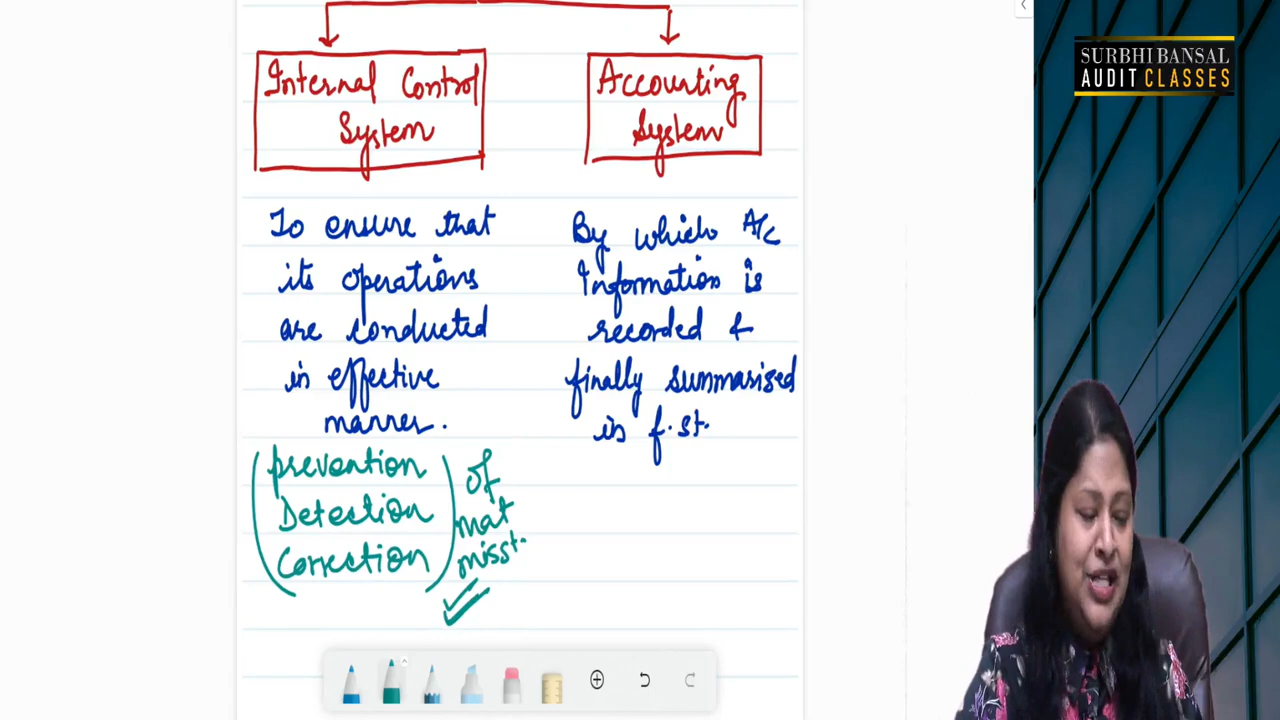 SURBHI BANSAL
AUDIT CLASSES
Internal Control
System
To ensure that
its operations
are conducted
in effective
manner.
(prevention
Detection
Correction)
of
mat
misst.
Accounting
System
By which A/c
Information is
recorded &
finally summarised
in f.st.